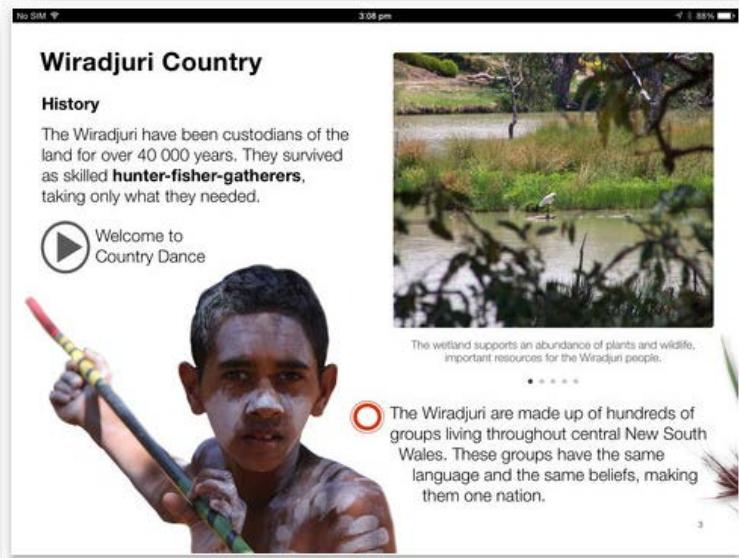 No SIM
3:08 pm
88%
Wiradjuri Country
History
The Wiradjuri have been custodians of the
land for over 40 000 years. They survived
as skilled hunter-fisher-gatherers,
taking only what they needed.
Welcome to
Country Dance
The wetland supports an abundance of plants and wildlife,
important resources for the Wiradjuri people.
The Wiradjuri are made up of hundreds of
groups living throughout central New South
Wales. These groups have the same
language and the same beliefs, making
them one nation.
3